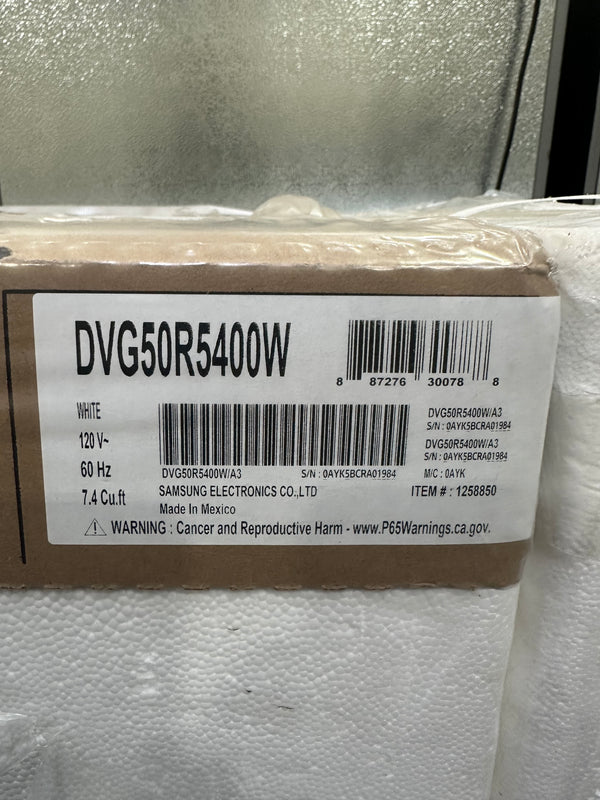 DVG50R5400W
8 87276 30078 8
WHITE
120 V~
60 Hz
7.4 Cu.ft
DVG50R5400W/A3 S/N : 0AYK5BCRA01984
SAMSUNG ELECTRONICS CO.,LTD
Made In Mexico
DVG50R5400W/A3
S/N : 0AYK5BCRA01984
DVG50R5400W/A3
S/N : 0AYK5BCRA01984
M/C : 0AYK
ITEM # : 1258850
⚠ WARNING : Cancer and Reproductive Harm - www.P65Warnings.ca.gov.